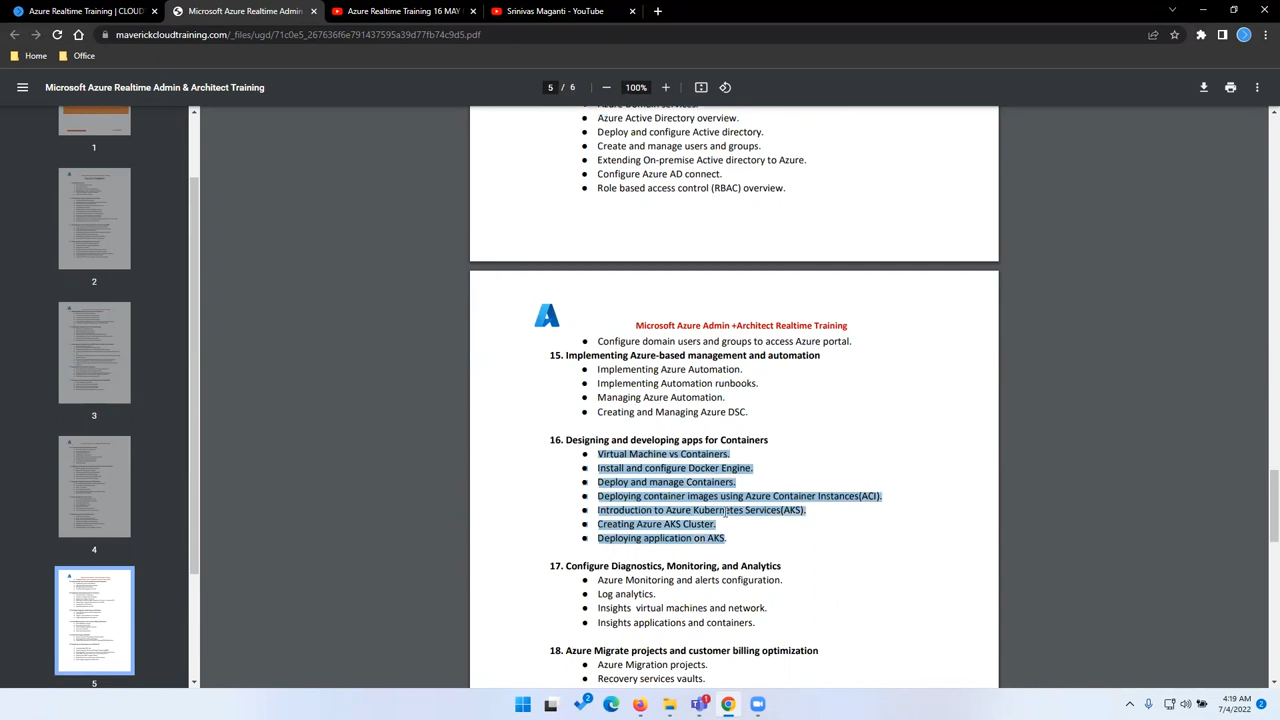 Azure Realtime Training | CLOUD
Microsoft Azure Realtime Admin
Azure Realtime Training 16 MAY
Srinivas Maganti - YouTube
maverickcloudtraining.com/_files/ugd/71c0e5_267636f6e791437595a39d77fb74c9d5.pdf
Home
Office
Microsoft Azure Realtime Admin & Architect Training
5 / 6
100%
Azure Domain services.
● Azure Active Directory overview.
● Deploy and configure Active directory.
● Create and manage users and groups.
● Extending On-premise Active directory to Azure.
● Configure Azure AD connect.
● Role based access control (RBAC) overview.
Microsoft Azure Admin +Architect Realtime Training
● Configure domain users and groups to access Azure portal.
15. Implementing Azure-based management and automation
● Implementing Azure Automation.
● Implementing Automation runbooks.
● Managing Azure Automation.
● Creating and Managing Azure DSC.
16. Designing and developing apps for Containers
● Virtual Machine vs Containers.
● Install and configure Docker Engine.
● Deploy and manage Containers.
● Deploying container images using Azure Container Instances(ACI).
● Introduction to Azure Kubernetes Services(AKS).
● Creating Azure AKS Cluster.
● Deploying application on AKS.
17. Configure Diagnostics, Monitoring, and Analytics
● Azure Monitoring and alerts configuration.
● Log analytics.
● Insights virtual machines and network.
● Insights applications and containers.
18. Azure Migrate projects and customer billing optimization
● Azure Migration projects.
● Recovery services vaults.
1
2
3
4
5
2
1
4:19 AM
7/4/2022
2